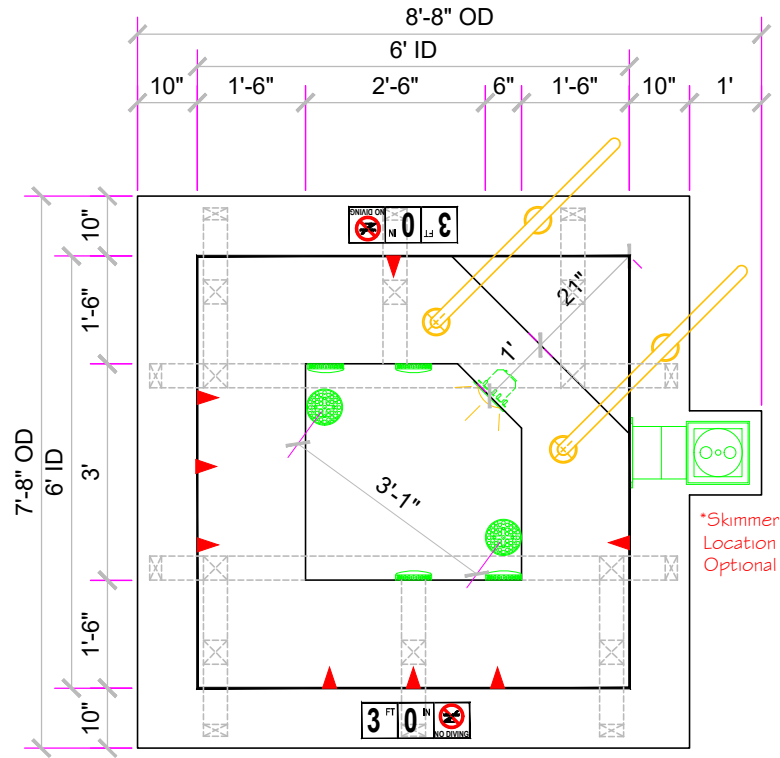 8'-8" OD
6' ID
10" 1'-6" 2'-6" 6" 1'-6" 10" 1'
NO DIVING IN 0 FT 3
10"
1'-6"
3'
1'-6"
10"
7'-8" OD
6' ID
21"
1'
3'-1"
*Skimmer
Location
Optional
3 FT 0 IN NO DIVING